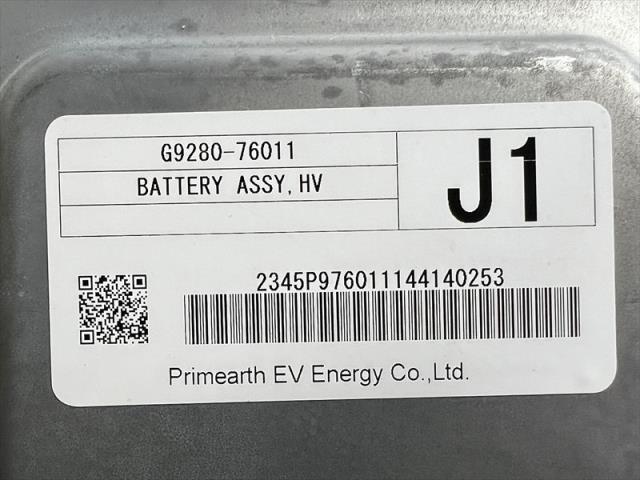 G9280-76011
BATTERY ASSY,HV
J1
2345P976011144140253
Primearth EV Energy Co.,Ltd.